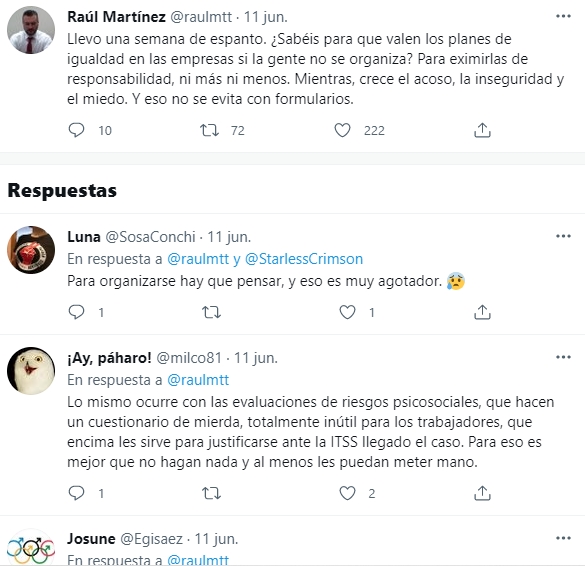 Raúl Martínez @raulmtt · 11 jun.
Llevo una semana de espanto. ¿Sabéis para que valen los planes de
igualdad en las empresas si la gente no se organiza? Para eximirlas de
responsabilidad, ni más ni menos. Mientras, crece el acoso, la inseguridad y
el miedo. Y eso no se evita con formularios.
10 72 222
Respuestas
Luna @SosaConchi · 11 jun.
En respuesta a @raulmtt y @StarlessCrimson
Para organizarse hay que pensar, y eso es muy agotador. 😰
1 1
¡Ay, páharo! @milco81 · 11 jun.
En respuesta a @raulmtt
Lo mismo ocurre con las evaluaciones de riesgos psicosociales, que hacen
un cuestionario de mierda, totalmente inútil para los trabajadores, que
encima les sirve para justificarse ante la ITSS llegado el caso. Para eso es
mejor que no hagan nada y al menos les puedan meter mano.
1 2
Josune @Egisaez · 11 jun.
En respuesta a @raulmtt